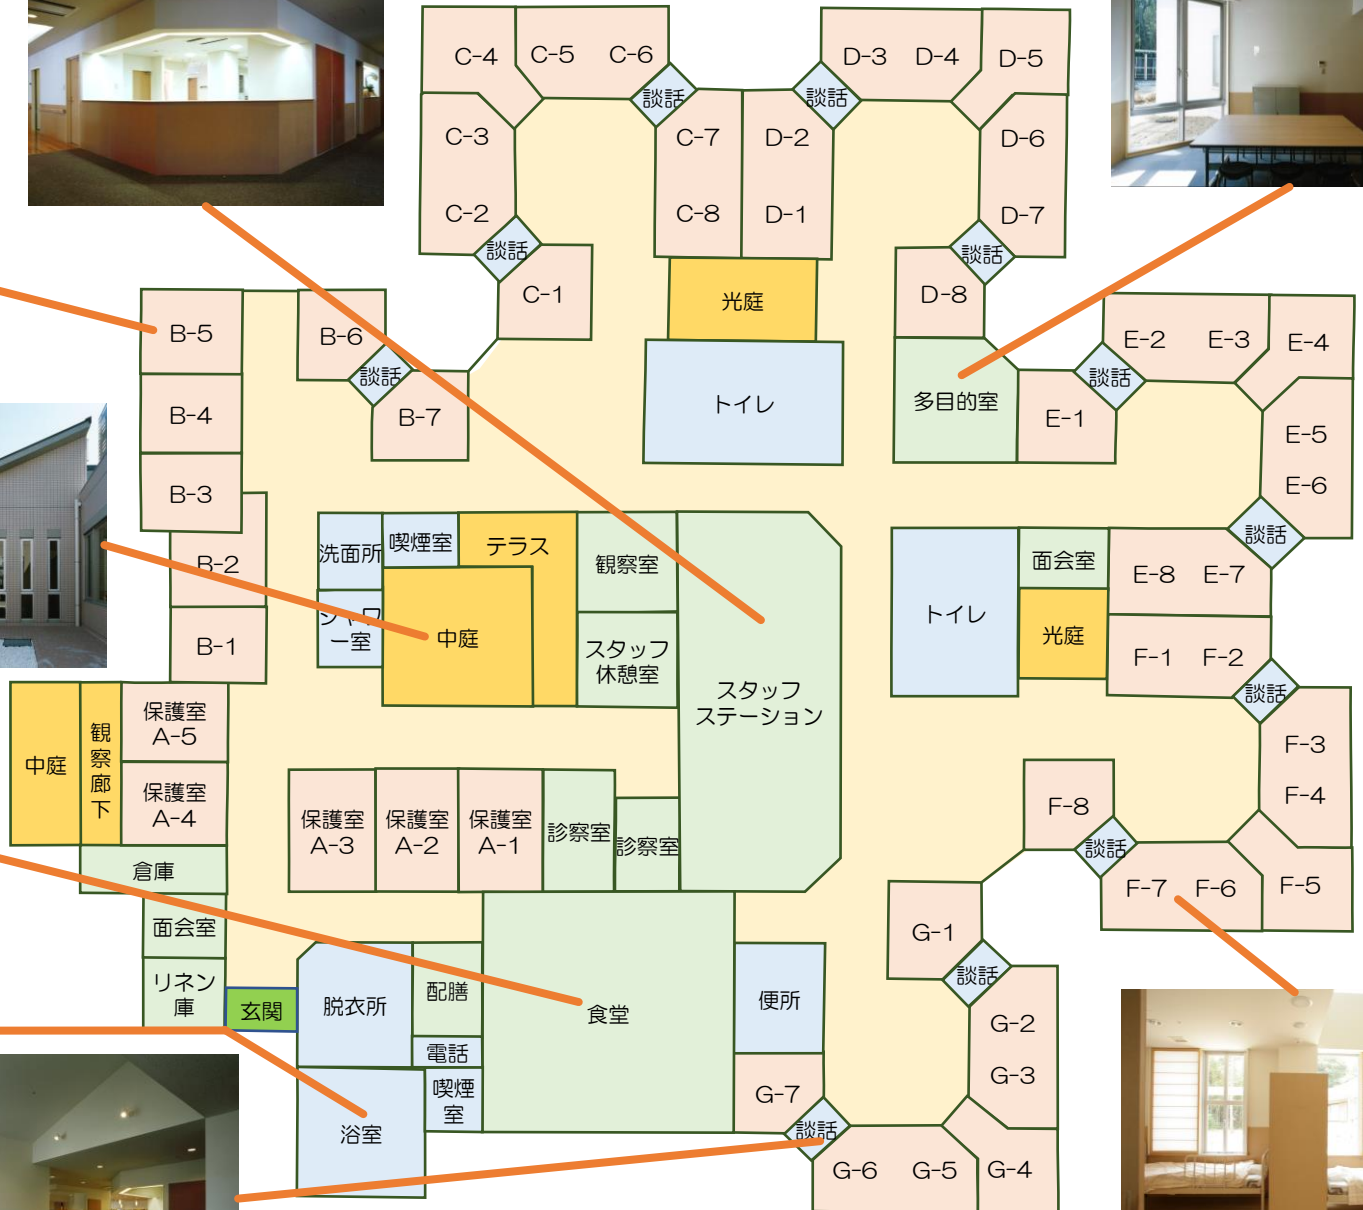 C-4
C-5
C-6
談話
C-3
C-7
C-2
C-8
談話
C-1
D-3
D-4
D-5
談話
D-2
D-6
D-1
D-7
談話
D-8
光庭
トイレ
多目的室
B-5
B-6
談話
B-4
B-7
B-3
B-2
B-1
E-2
E-3
E-4
談話
E-1
E-5
E-6
談話
E-8
E-7
面会室
トイレ
光庭
F-1
F-2
談話
F-3
F-4
F-8
談話
F-7
F-6
F-5
洗面所
喫煙室
テラス
観察室
シャワ
ー室
中庭
スタッフ
休憩室
スタッフ
ステーション
中庭
観察廊下
保護室
A-5
保護室
A-4
倉庫
面会室
リネン
庫
玄関
保護室
A-3
保護室
A-2
保護室
A-1
診察室
診察室
脱衣所
配膳
電話
喫煙
室
浴室
食堂
便所
G-1
談話
G-2
G-3
G-7
談話
G-6
G-5
G-4